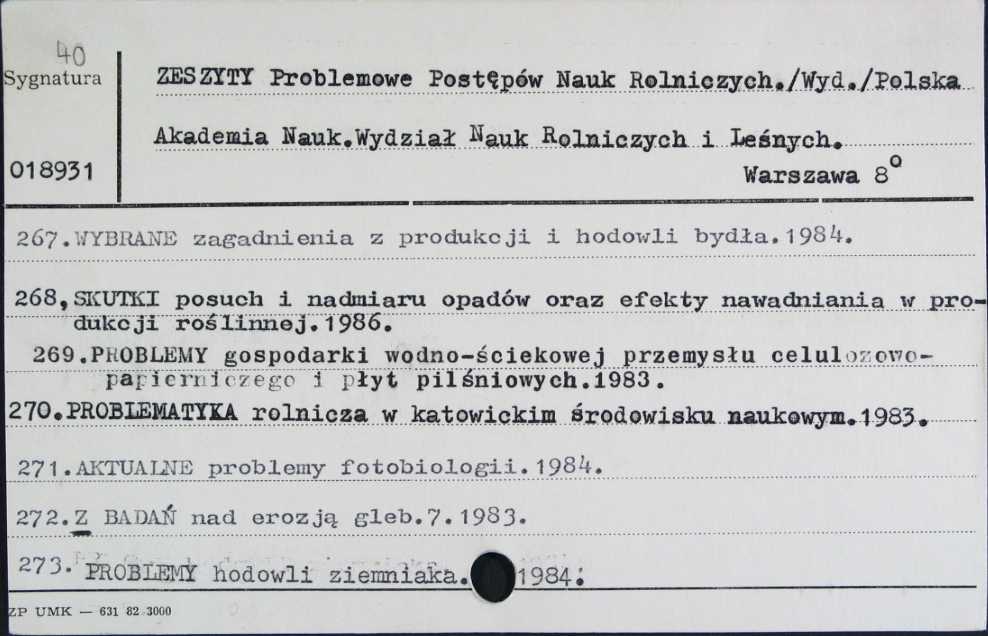 40
Sygnatura
ZESZYTY Problemowe Postępów Nauk Rolniczych./Wyd./Polska
Akademia Nauk.Wydział Nauk Rolniczych i Leśnych.
018931
Warszawa 8º
267.WYBRANE zagadnienia z produkcji i hodowli bydła.1984.
268,SKUTKI posuch i nadmiaru opadów oraz efekty nawadniania w pro-
dukcji roślinnej.1986.
269.PROBLEMY gospodarki wodno-ściekowej przemysłu celulozowo-
papierniczego i płyt pilśniowych.1983.
270.PROBLEMATYKA rolnicza w katowickim środowisku naukowym.1983.
271.AKTUALNE problemy fotobiologii.1984.
272.Z BADAŃ nad erozją gleb.7.1983.
273. PROBLEMY hodowli ziemniaka. 1984.
ZP UMK — 631 82 3000